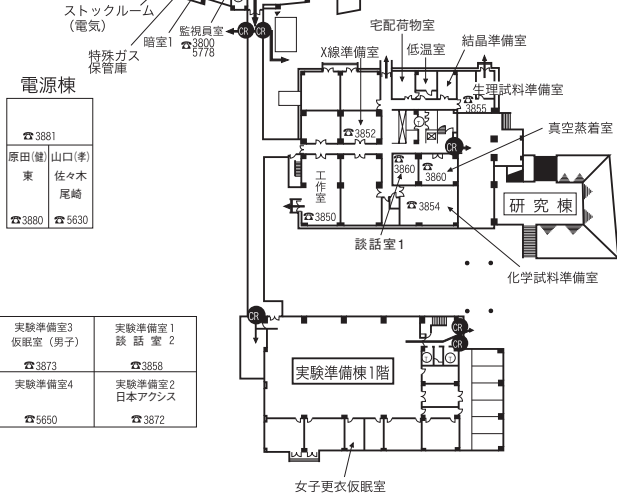 ストックルーム
(電気)
暗室1
監視員室
☎3800
5778
特殊ガス
保管庫
CR
CR
X線準備室
宅配荷物室
低温室
結晶準備室
生理試料準備室
☎3855
☎3852
CR
真空蒸着室
☎3860
☎3860
工作室
☎3850
☎3854
談話室1
化学試料準備室
研究棟
電源棟
☎3881
原田(健)
東
☎3880
山口(孝)
佐々木
尾崎
☎5630
実験準備室3
仮眠室(男子)
☎3873
実験準備室1
談話室2
☎3858
実験準備室4
☎5650
実験準備室2
日本アクシス
☎3872
CR
CR
CR
実験準備棟1階
女子更衣仮眠室